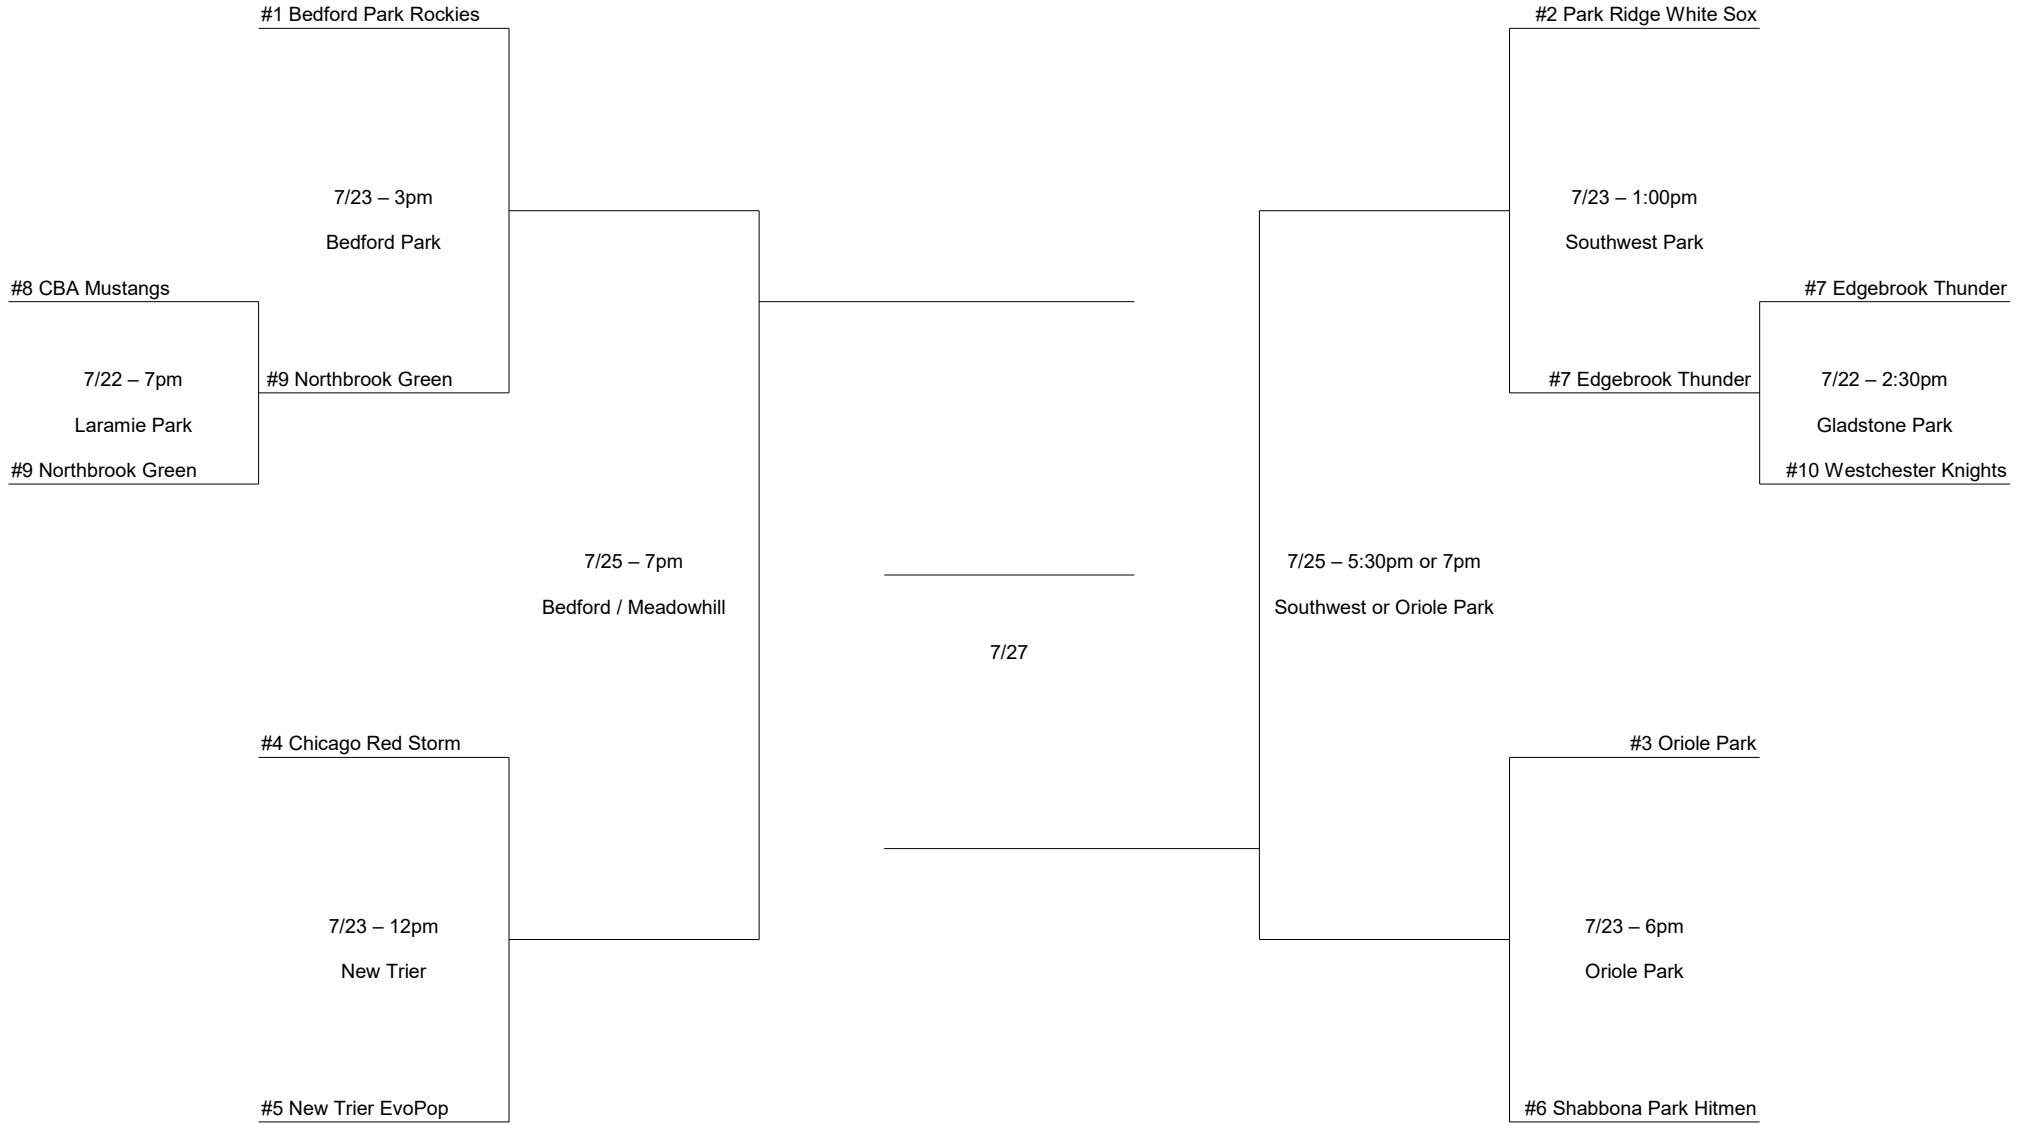 #1 Bedford Park Rockies
#2 Park Ridge White Sox
7/23 – 3pm
7/23 – 1:00pm
Bedford Park
Southwest Park
#8 CBA Mustangs
#7 Edgebrook Thunder
7/22 – 7pm
#9 Northbrook Green
#7 Edgebrook Thunder
7/22 – 2:30pm
Laramie Park
Gladstone Park
#9 Northbrook Green
#10 Westchester Knights
7/25 – 7pm
7/25 – 5:30pm or 7pm
Bedford / Meadowhill
Southwest or Oriole Park
7/27
#4 Chicago Red Storm
#3 Oriole Park
7/23 – 12pm
7/23 – 6pm
New Trier
Oriole Park
#5 New Trier EvoPop
#6 Shabbona Park Hitmen